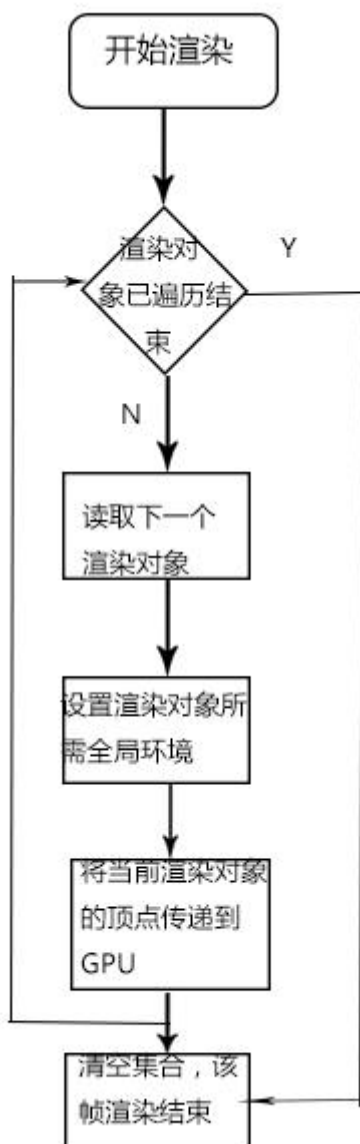 开始渲染
渲染对
象已遍历结
束
Y
N
读取下一个
渲染对象
设置渲染对象所
需全局环境
将当前渲染对象
的顶点传递到
GPU
清空集合，该
帧渲染结束